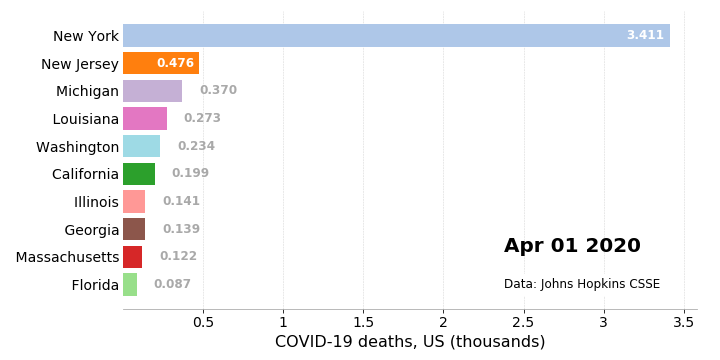 New York 3.411
New Jersey 0.476
Michigan 0.370
Louisiana 0.273
Washington 0.234
California 0.199
Illinois 0.141
Georgia 0.139
Massachusetts 0.122
Florida 0.087
Apr 01 2020
Data: Johns Hopkins CSSE
0.5 1 1.5 2 2.5 3 3.5
COVID-19 deaths, US (thousands)